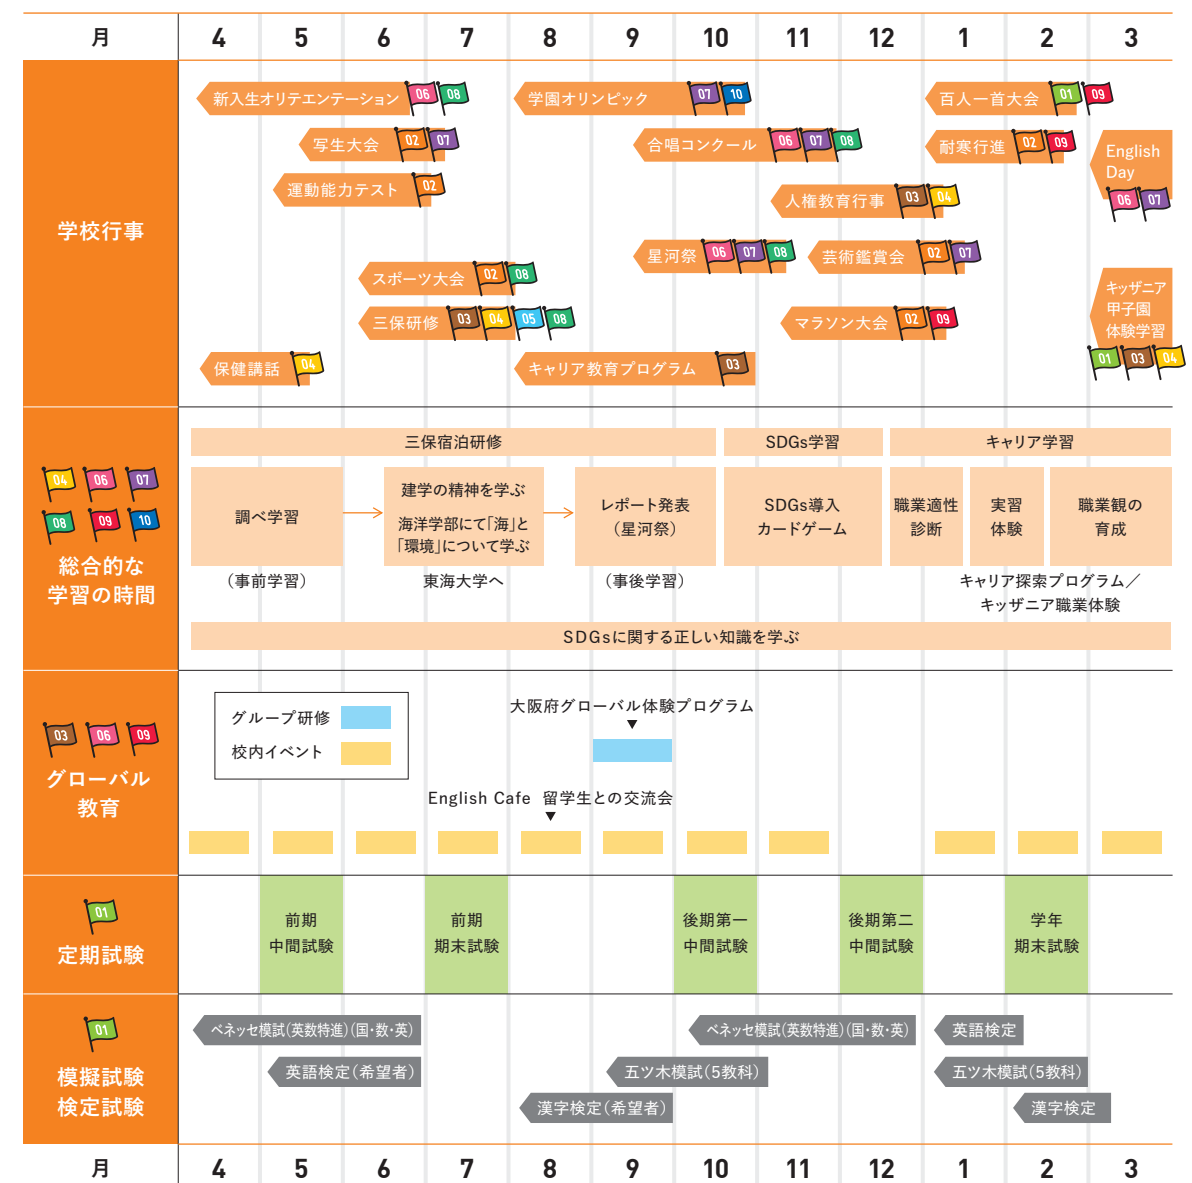 月 4 5 6 7 8 9 10 11 12 1 2 3
学校行事
新入生オリテエンテーション 06 08
学園オリンピック 07 10
百人一首大会 01 09
写生大会 02 07
合唱コンクール 06 07 08
耐寒行進 02 09
English
Day
06 07
運動能力テスト 02
人権教育行事 03 04
星河祭 06 07 08
芸術鑑賞会 02 07
スポーツ大会 02 08
キッザニア
甲子園
体験学習
01 03 04
三保研修 03 04 05 08
マラソン大会 02 09
保健講話 04
キャリア教育プログラム 03
04 06 07
08 09 10
総合的な
学習の時間
三保宿泊研修
SDGs学習
キャリア学習
調べ学習
(事前学習)
建学の精神を学ぶ
海洋学部にて「海」と
「環境」について学ぶ
東海大学へ
レポート発表
(星河祭)
(事後学習)
SDGs導入
カードゲーム
職業適性
診断
実習
体験
職業観の
育成
キャリア探索プログラム/
キッザニア職業体験
SDGsに関する正しい知識を学ぶ
03 06 09
グローバル
教育
グループ研修
校内イベント
大阪府グローバル体験プログラム
▼
English Cafe 留学生との交流会
▼
01
定期試験
前期
中間試験
前期
期末試験
後期第一
中間試験
後期第二
中間試験
学年
期末試験
01
模擬試験
検定試験
ベネッセ模試(英数特進)(国・数・英)
ベネッセ模試(英数特進)(国・数・英)
英語検定
英語検定(希望者)
五ツ木模試(5教科)
五ツ木模試(5教科)
漢字検定(希望者)
漢字検定
月 4 5 6 7 8 9 10 11 12 1 2 3